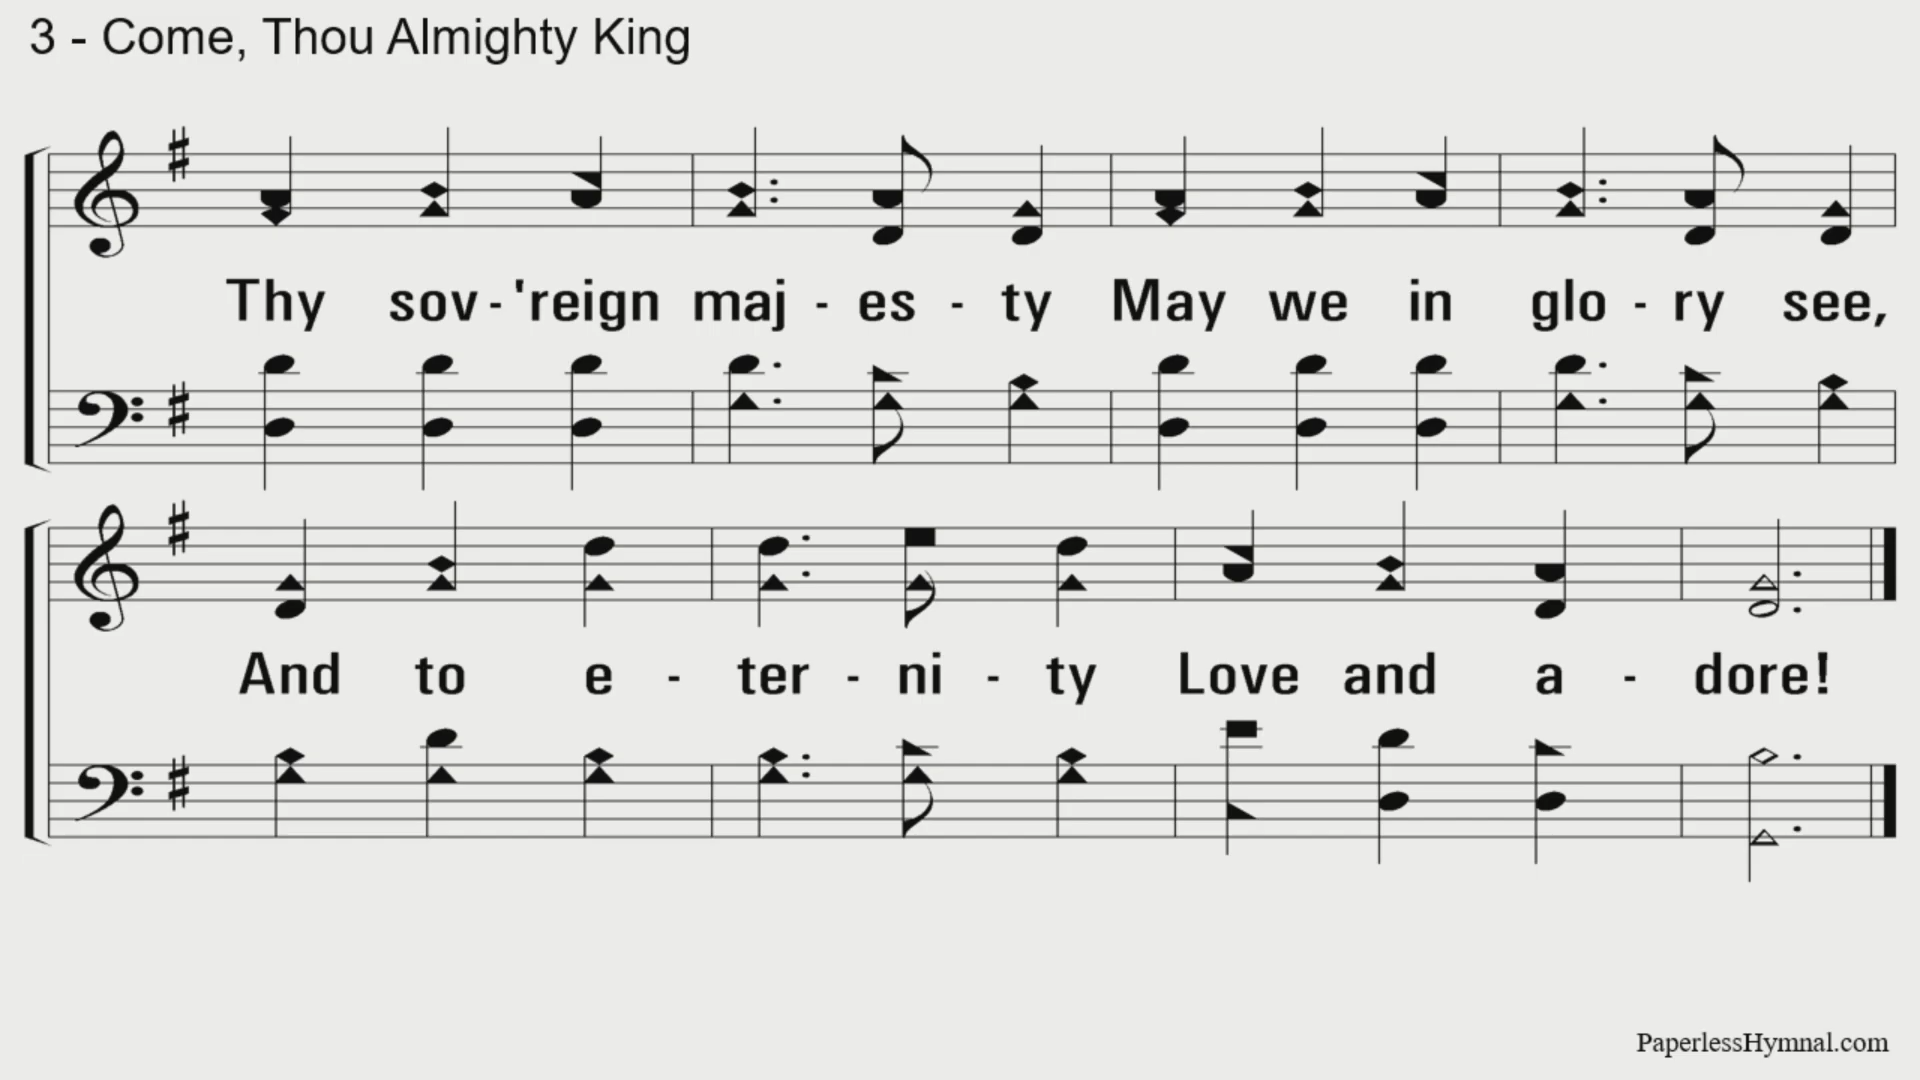 3 - Come, Thou Almighty King
Thy sov-'reign maj - es - ty May we in glo - ry see,
And to e - ter - ni - ty Love and a - dore!
PaperlessHymnal.com